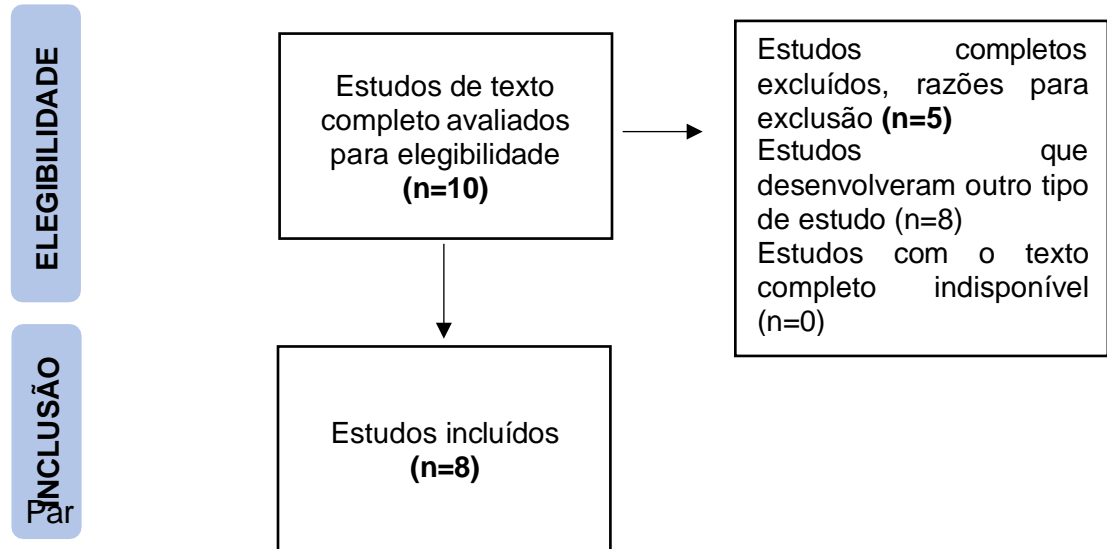 ELEGIBILIDADE
Estudos de texto
completo avaliados
para elegibilidade
(n=10)
Estudos completos
excluídos, razões para
exclusão (n=5)
Estudos que
desenvolveram outro tipo
de estudo (n=8)
Estudos com o texto
completo indisponível
(n=0)
INCLUSÃO
Estudos incluídos
(n=8)
Par